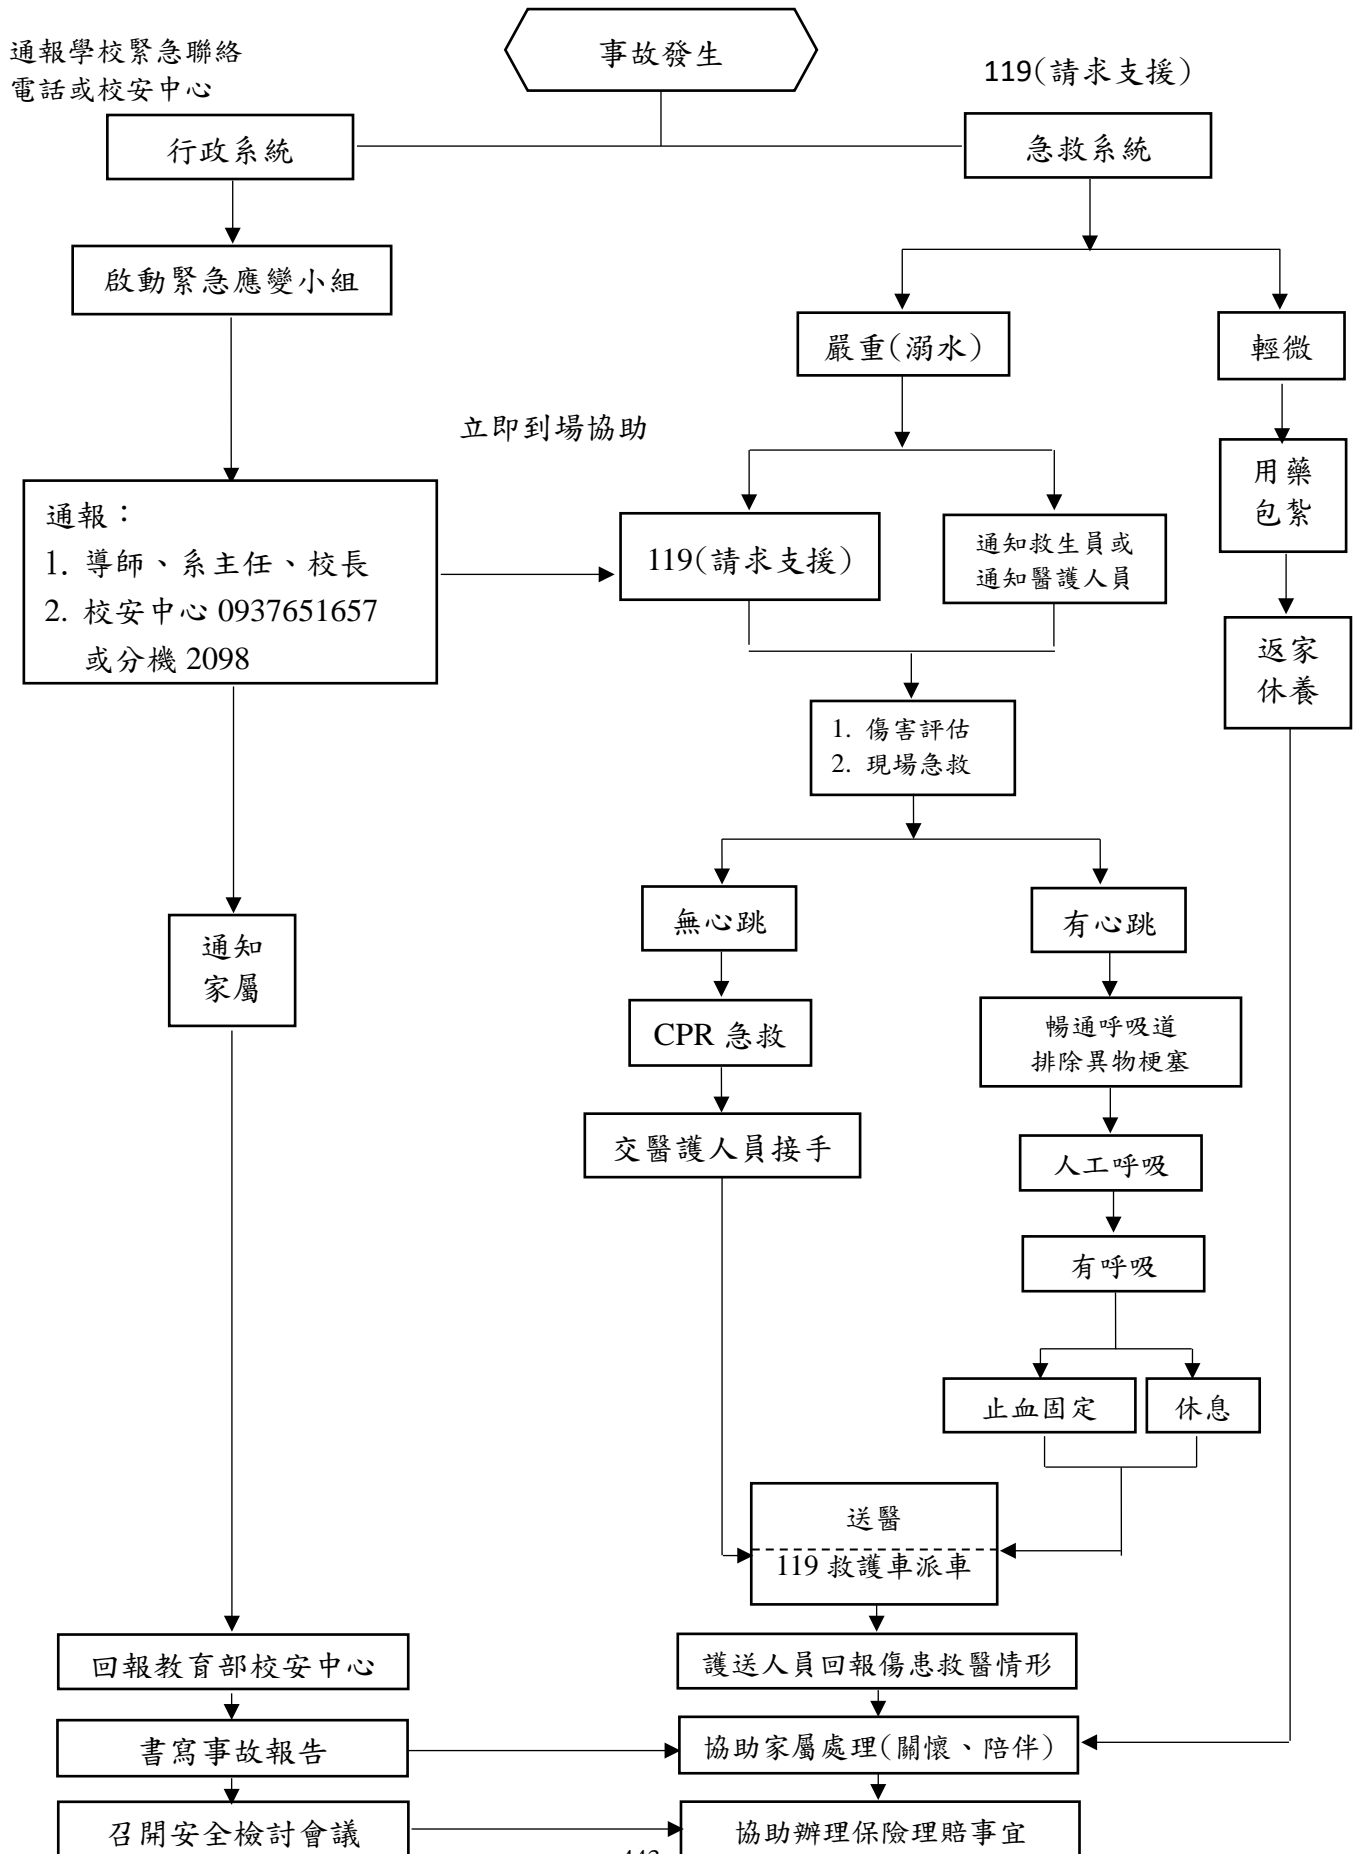 通報學校緊急聯絡
電話或校安中心
事故發生
119(請求支援)
行政系統
急救系統
啟動緊急應變小組
嚴重(溺水)
輕微
立即到場協助
用藥
包紮
通報：
1. 導師、系主任、校長
2. 校安中心 0937651657
或分機 2098
119(請求支援)
通知救生員或
通知醫護人員
返家
休養
1. 傷害評估
2. 現場急救
無心跳
有心跳
通知
家屬
CPR 急救
暢通呼吸道
排除異物梗塞
交醫護人員接手
人工呼吸
有呼吸
止血固定
休息
送醫
119 救護車派車
回報教育部校安中心
護送人員回報傷患救醫情形
書寫事故報告
協助家屬處理(關懷、陪伴)
召開安全檢討會議
協助辦理保險理賠事宜